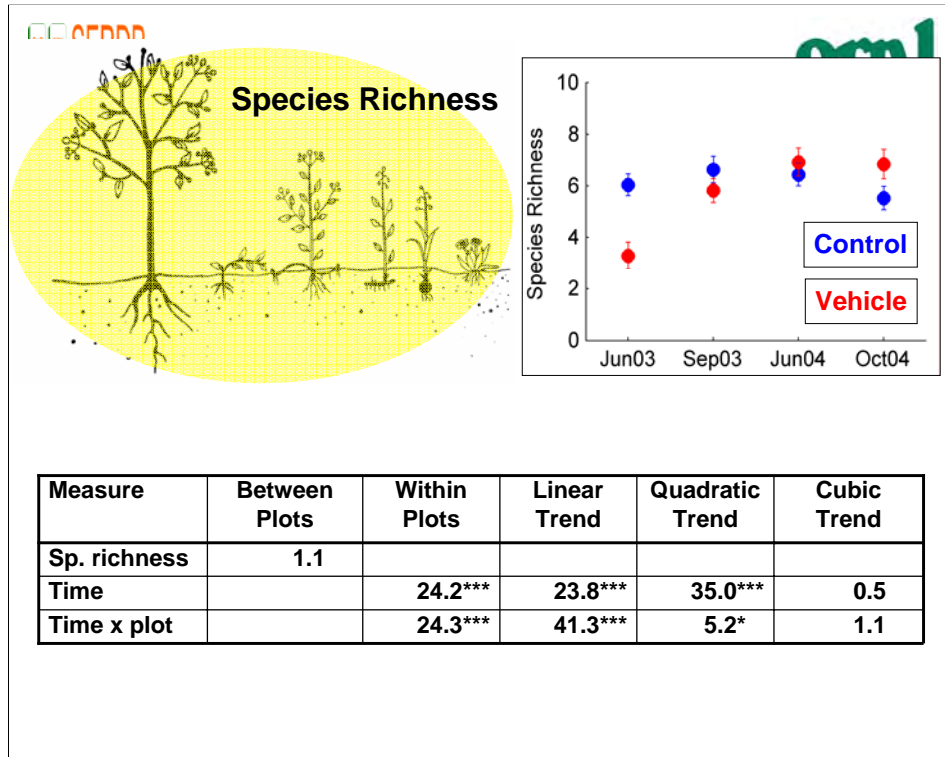 Species Richness
10
8
6
4
2
0
Species Richness
Jun03 Sep03 Jun04 Oct04
Control
Vehicle
Measure Between Plots Within Plots Linear Trend Quadratic Trend Cubic Trend
Sp. richness 1.1
Time 24.2*** 23.8*** 35.0*** 0.5
Time x plot 24.3*** 41.3*** 5.2* 1.1